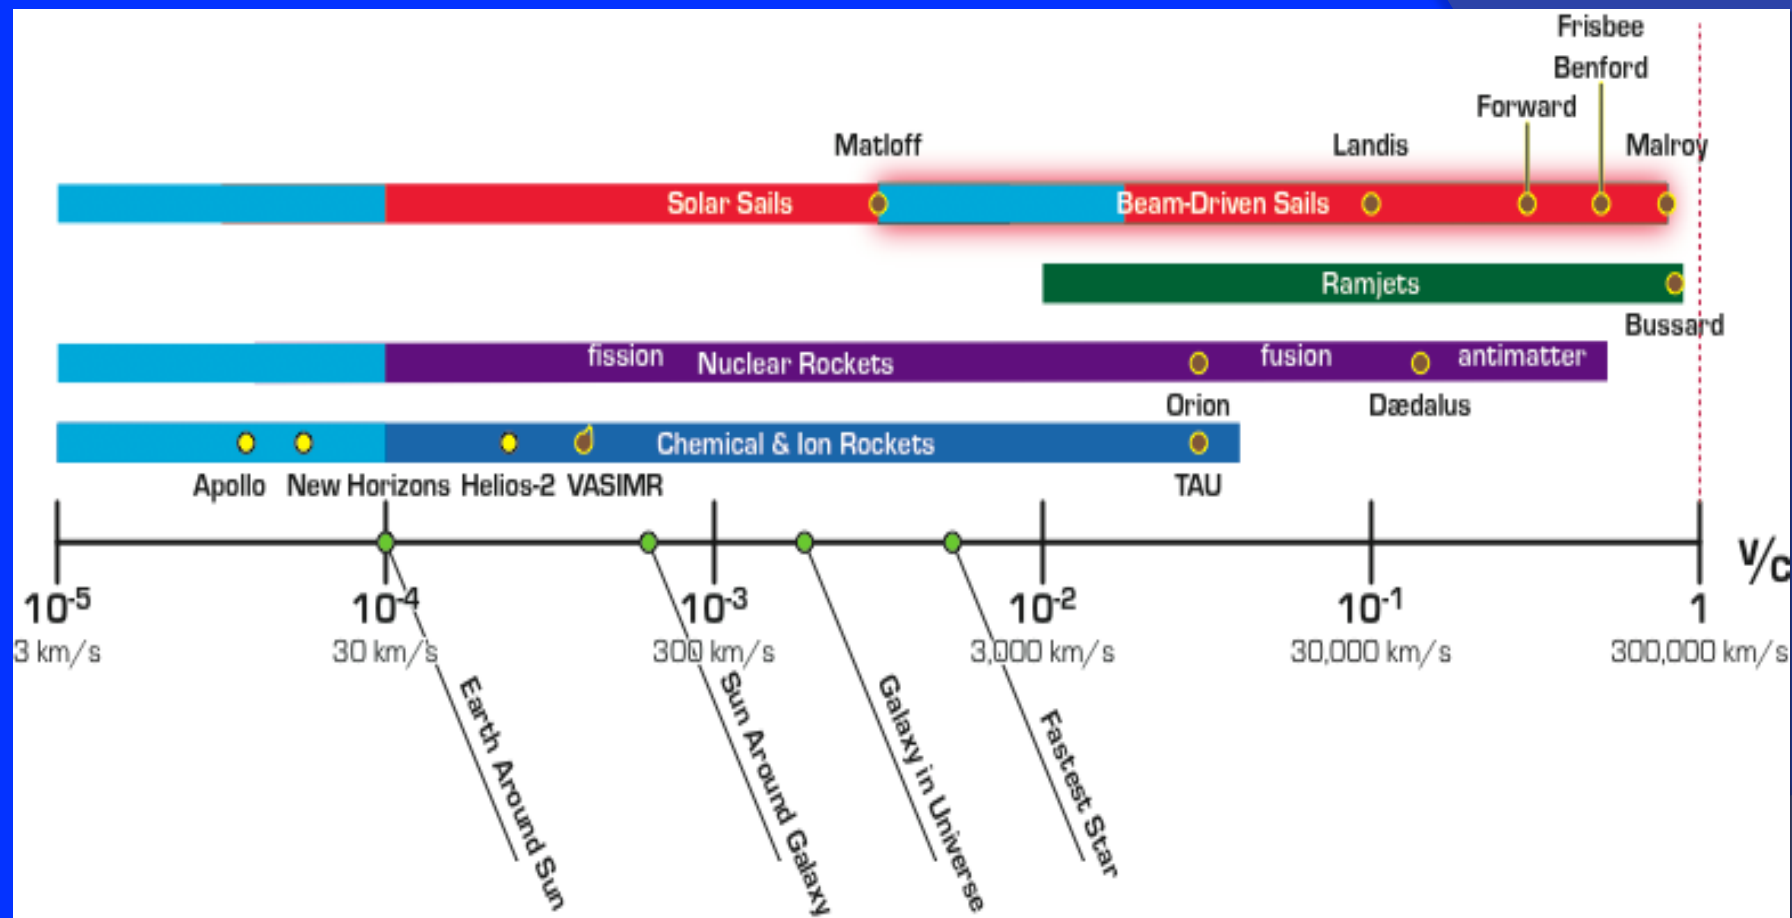 Frisbee
Benford
Forward
Matloff
Landis
Malroy
Solar Sails
Beam-Driven Sails
Ramjets
Bussard
fission
Nuclear Rockets
fusion
antimatter
Orion
Dædalus
Chemical & Ion Rockets
Apollo
New Horizons
Helios-2
VASIMR
TAU
V/C
10⁻⁵
10⁻⁴
10⁻³
10⁻²
10⁻¹
1
3 km/s
30 km/s
300 km/s
3,000 km/s
30,000 km/s
300,000 km/s
Earth Around Sun
Sun Around Galaxy
Galaxy in Universe
Fastest Star